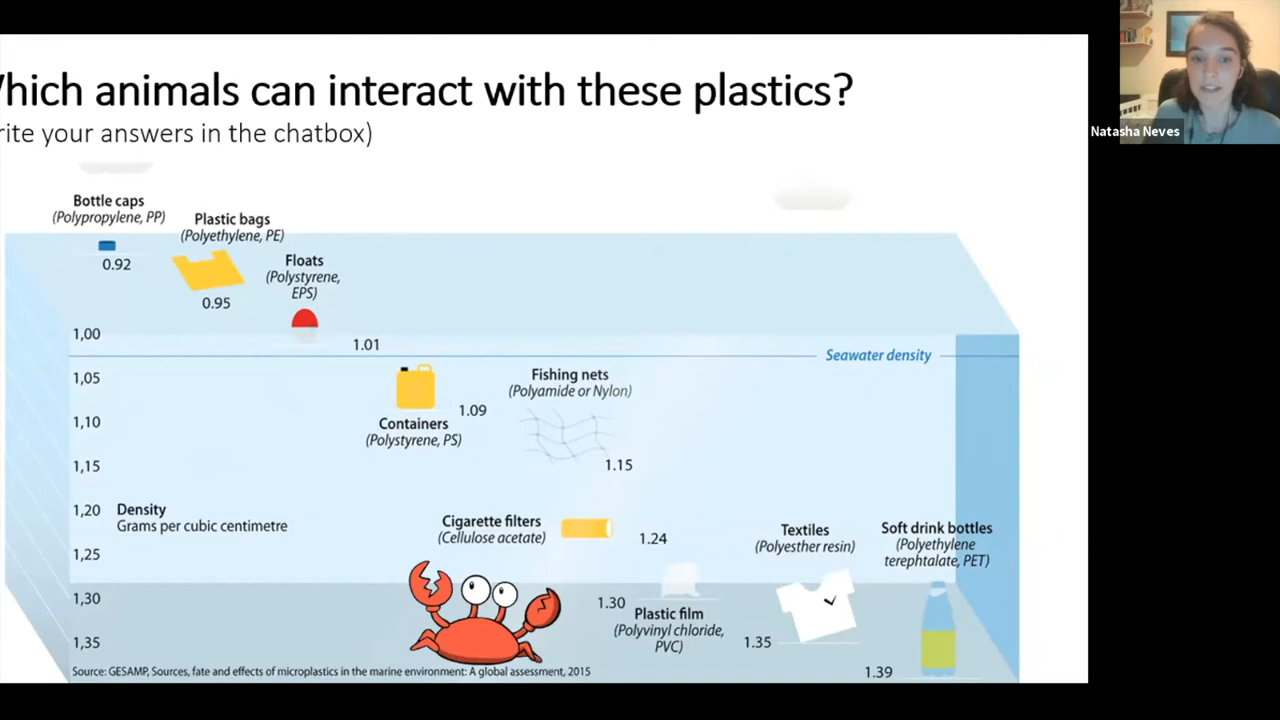 hich animals can interact with these plastics?
rite your answers in the chatbox)
Natasha Neves
Bottle caps
(Polypropylene, PP)
0.92
Plastic bags
(Polyethylene, PE)
0.95
Floats
(Polystyrene,
EPS)
1,00
1.01
Seawater density
1,05
Containers
(Polystyrene, PS)
1.09
Fishing nets
(Polyamide or Nylon)
1.15
1,10
1,15
1,20
Density
Grams per cubic centimetre
1,25
Cigarette filters
(Cellulose acetate)
1.24
Textiles
(Polyesther resin)
Soft drink bottles
(Polyethylene
terephtalate, PET)
1,30
1.30
Plastic film
(Polyvinyl chloride,
PVC)
1.35
1,35
1.39
Source: GESAMP, Sources, fate and effects of microplastics in the marine environment: A global assessment, 2015